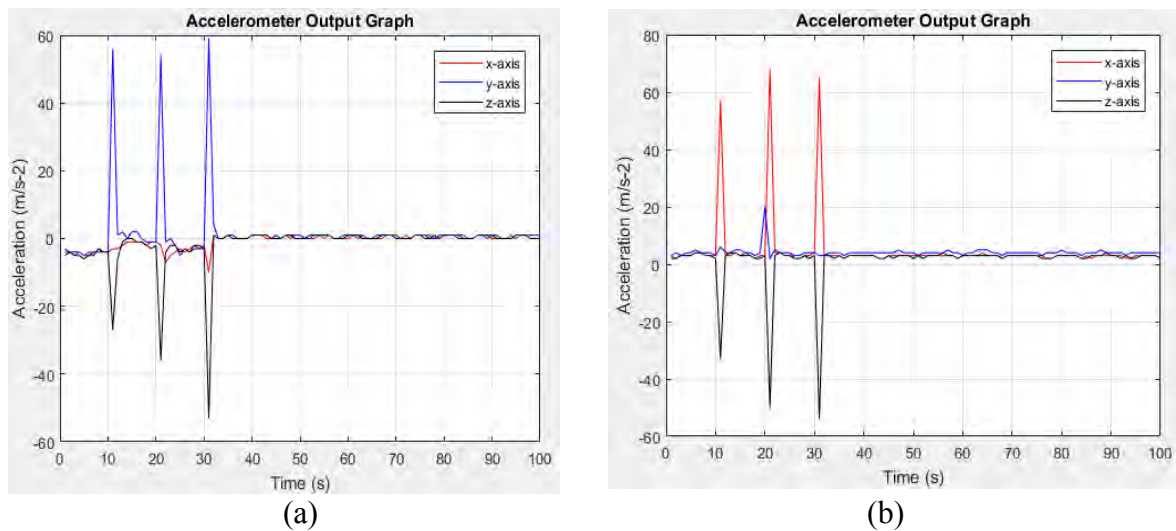 Accelerometer Output Graph
60
40
20
0
-20
-40
-60
Acceleration (m/s-2)
x-axis
y-axis
z-axis
0 10 20 30 40 50 60 70 80 90 100
Time (s)
(a)
Accelerometer Output Graph
80
60
40
20
0
-20
-40
-60
Acceleration (m/s-2)
x-axis
y-axis
z-axis
0 10 20 30 40 50 60 70 80 90 100
Time (s)
(b)